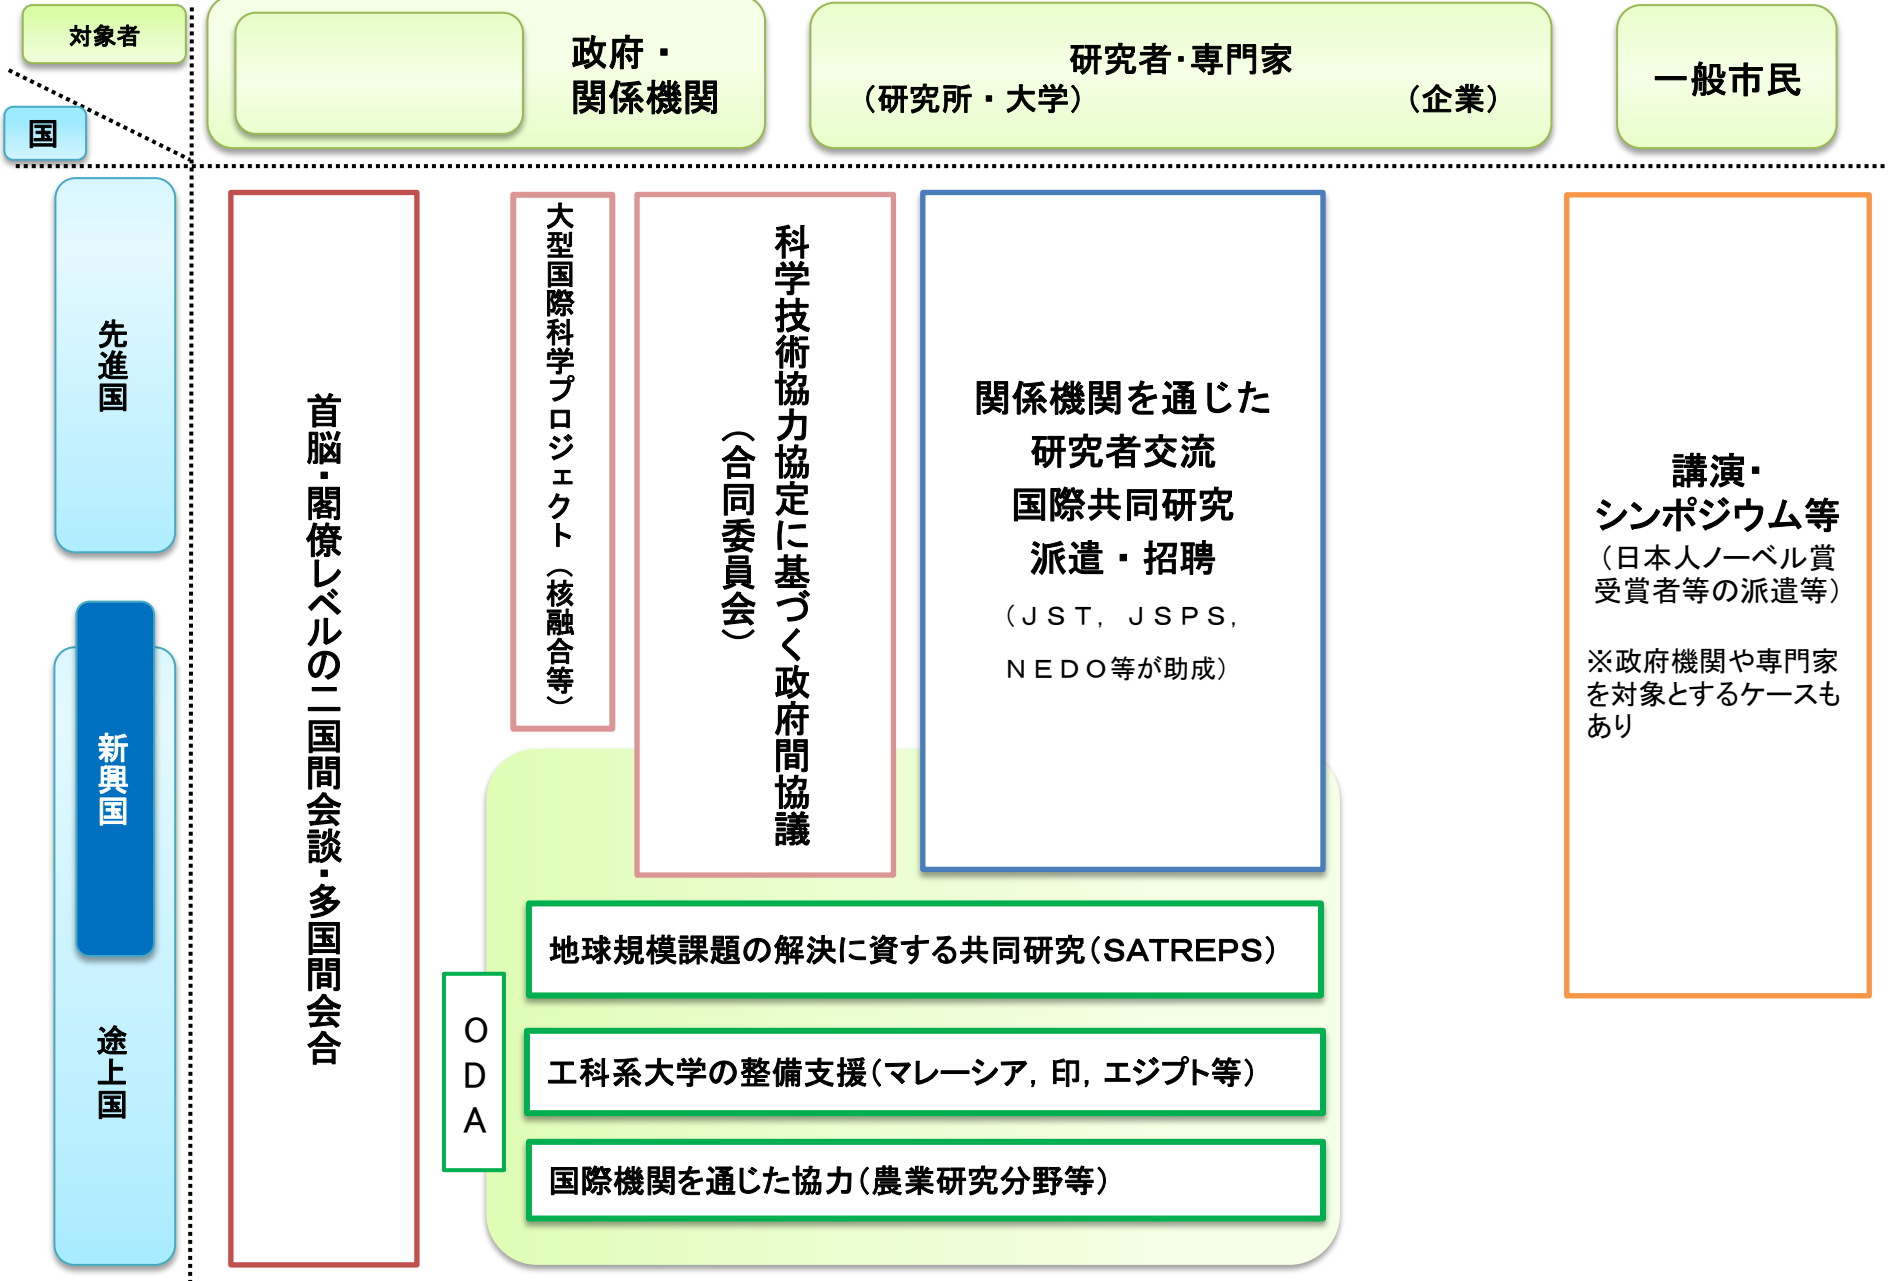 対象者
国
政府・
関係機関
研究者・専門家
（研究所・大学）
（企業）
一般市民
先進国
新興国
途上国
首脳・閣僚レベルの二国間会談・多国間会合
大型国際科学プロジェクト（核融合等）
科学技術協力協定に基づく政府間協議
（合同委員会）
関係機関を通じた
研究者交流
国際共同研究
派遣・招聘
（ＪＳＴ，ＪＳＰＳ，
ＮＥＤＯ等が助成）
講演・
シンポジウム等
（日本人ノーベル賞
受賞者等の派遣等）
※政府機関や専門家
を対象とするケースも
あり
ＯＤＡ
地球規模課題の解決に資する共同研究（SATREPS）
工科系大学の整備支援（マレーシア，印，エジプト等）
国際機関を通じた協力（農業研究分野等）